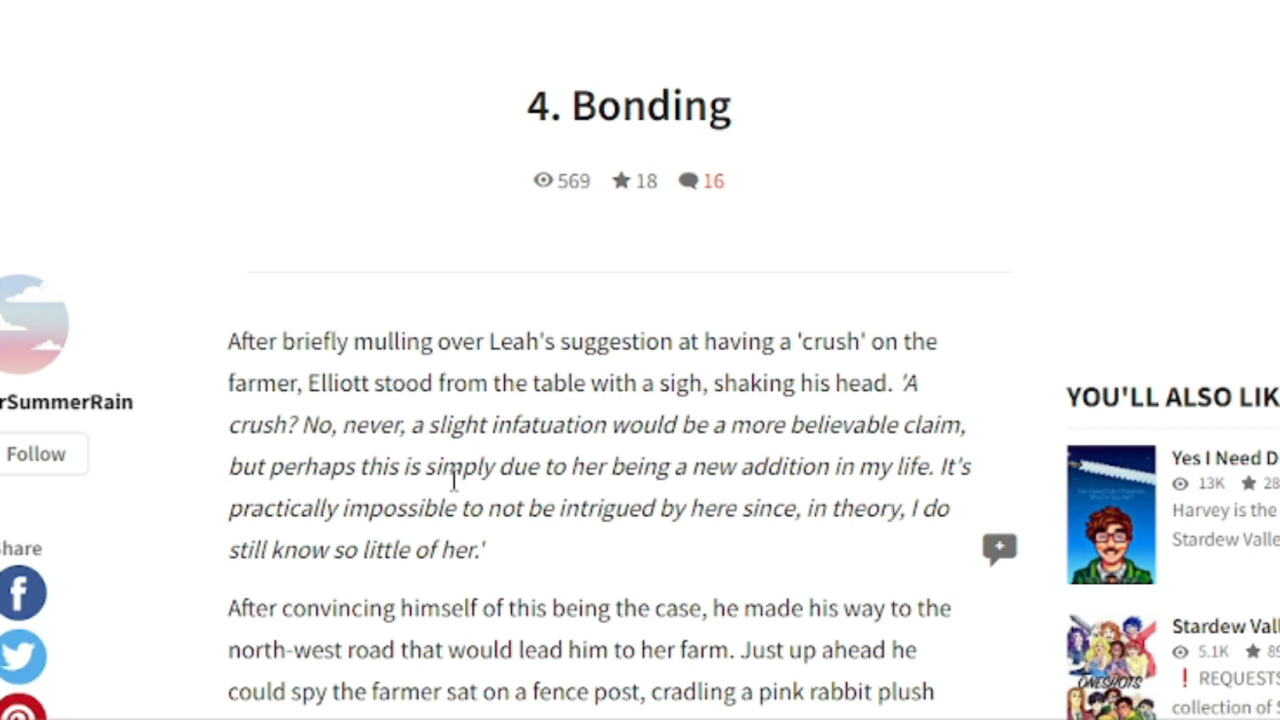 4. Bonding
569 18 16
After briefly mulling over Leah's suggestion at having a 'crush' on the
farmer, Elliott stood from the table with a sigh, shaking his head. 'A
crush? No, never, a slight infatuation would be a more believable claim,
but perhaps this is simply due to her being a new addition in my life. It's
practically impossible to not be intrigued by here since, in theory, I do
still know so little of her.'
After convincing himself of this being the case, he made his way to the
north-west road that would lead him to her farm. Just up ahead he
could spy the farmer sat on a fence post, cradling a pink rabbit plush
rSummerRain
Follow
Share
YOU'LL ALSO LIK
Yes I Need D
13K 28
Harvey is the
Stardew Valle
Stardew Val
5.1K 89
❗ REQUESTS
collection of S
ONESHOTS